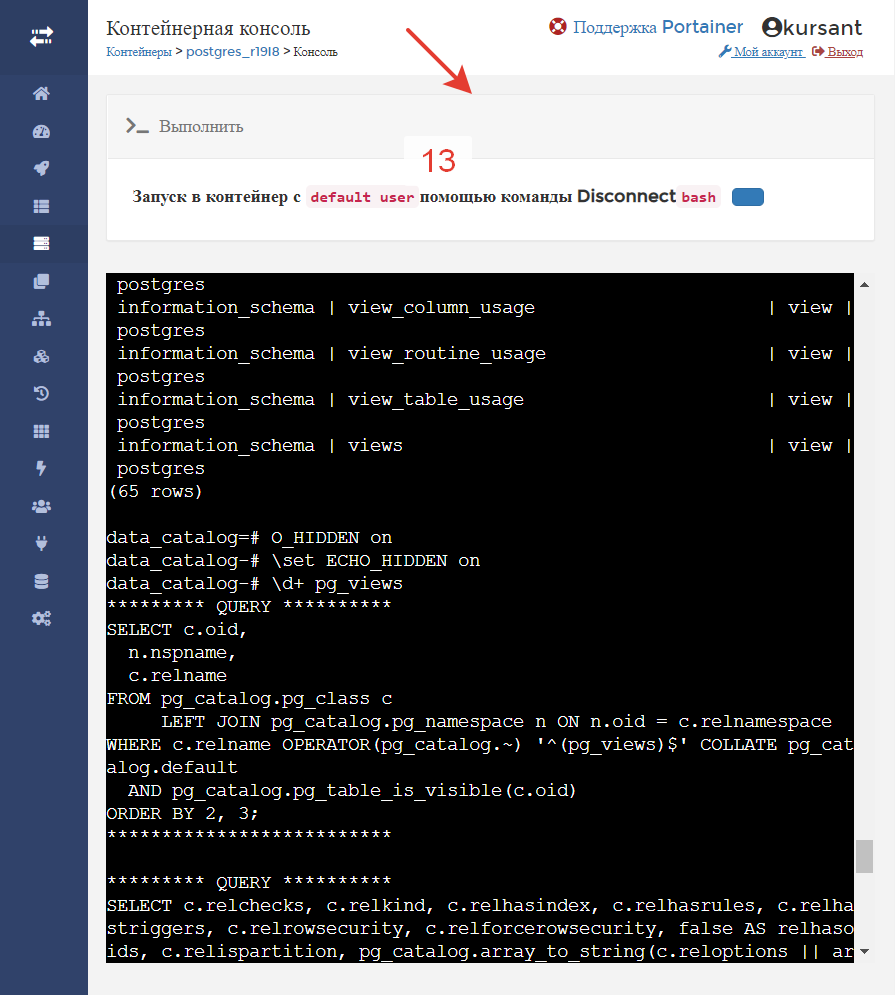 Контейнерная консоль
Поддержка Portainer
kursant
Контейнеры > postgres_r19l8 > Консоль
Мой аккаунт
Выход
Выполнить
13
Запуск в контейнер с default user помощью команды Disconnect bash
postgres
information_schema | view_column_usage | view |
postgres
information_schema | view_routine_usage | view |
postgres
information_schema | view_table_usage | view |
postgres
information_schema | views | view |
postgres
(65 rows)
data_catalog=# O_HIDDEN on
data_catalog-# \set ECHO_HIDDEN on
data_catalog-# \d+ pg_views
********* QUERY **********
SELECT c.oid,
n.nspname,
c.relname
FROM pg_catalog.pg_class c
LEFT JOIN pg_catalog.pg_namespace n ON n.oid = c.relnamespace
WHERE c.relname OPERATOR(pg_catalog.~) '^(pg_views)$' COLLATE pg_cat
alog.default
AND pg_catalog.pg_table_is_visible(c.oid)
ORDER BY 2, 3;
**************************
********* QUERY **********
SELECT c.relchecks, c.relkind, c.relhasindex, c.relhasrules, c.relha
striggers, c.relrowsecurity, c.relforcerowsecurity, false AS relhaso
ids, c.relispartition, pg_catalog.array_to_string(c.reloptions || ar